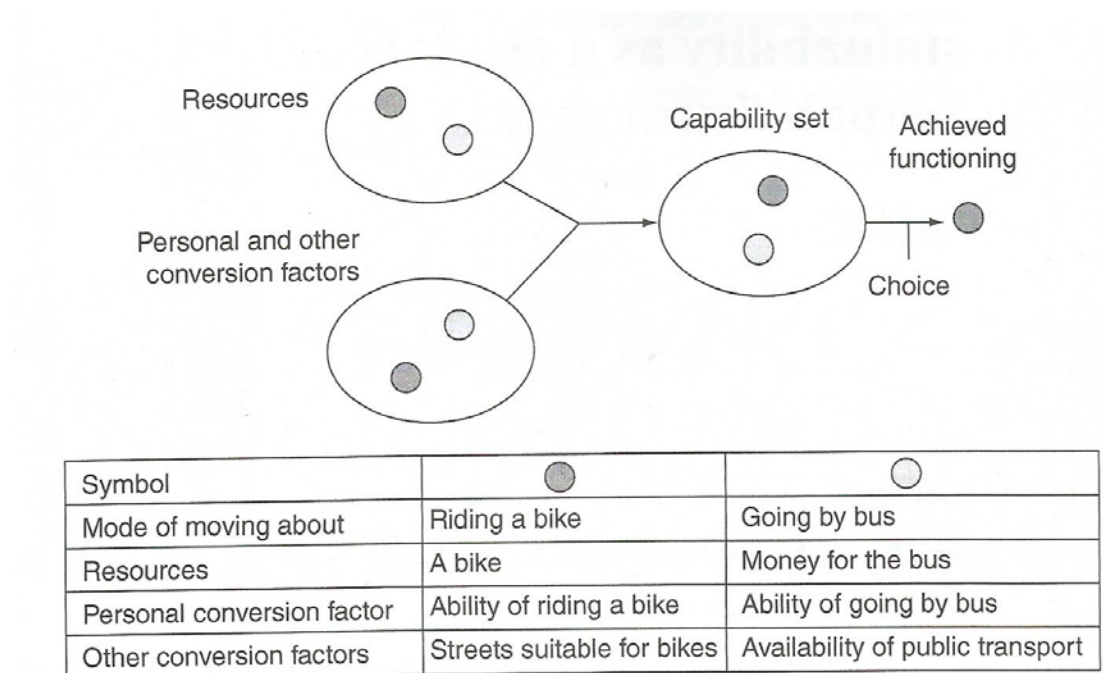 Resources
Capability set
Achieved
functioning
Personal and other
conversion factors
Choice
Symbol
Mode of moving about Riding a bike Going by bus
Resources A bike Money for the bus
Personal conversion factor Ability of riding a bike Ability of going by bus
Other conversion factors Streets suitable for bikes Availability of public transport